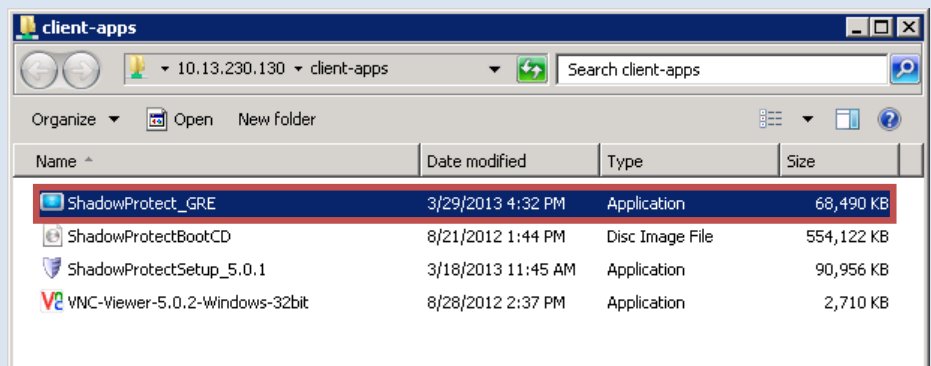 client-apps
10.13.230.130 client-apps Search client-apps
Organize Open New folder
Name Date modified Type Size
ShadowProtect_GRE 3/29/2013 4:32 PM Application 68,490 KB
ShadowProtectBootCD 8/21/2012 1:44 PM Disc Image File 554,122 KB
ShadowProtectSetup_5.0.1 3/18/2013 11:45 AM Application 90,956 KB
VNC-Viewer-5.0.2-Windows-32bit 8/28/2012 2:37 PM Application 2,710 KB